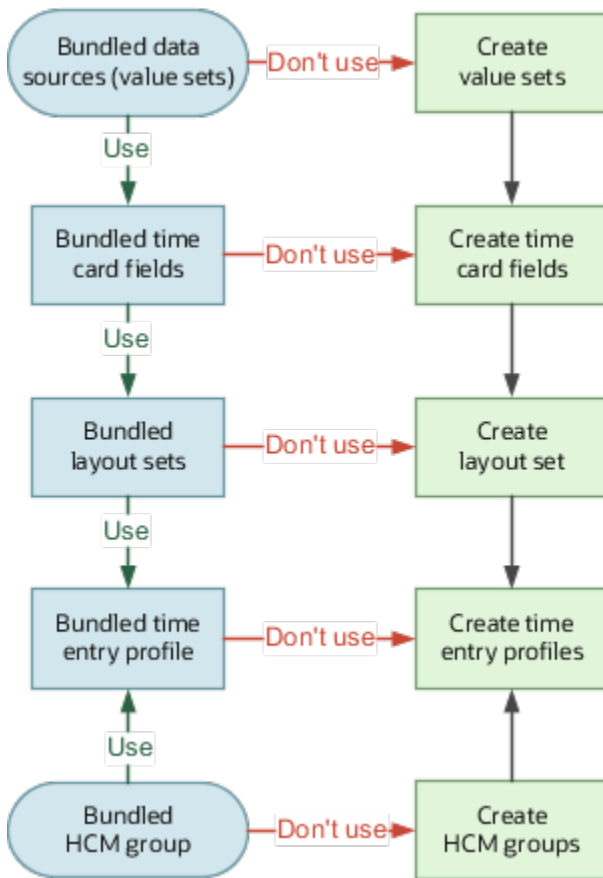 Bundled data
sources (value sets)
Don't use
Create
value sets
Use
Bundled time
card fields
Don't use
Create time
card fields
Use
Bundled
layout sets
Don't use
Create
layout set
Use
Bundled time
entry profile
Don't use
Create time
entry profiles
Use
Bundled
HCM group
Don't use
Create
HCM groups